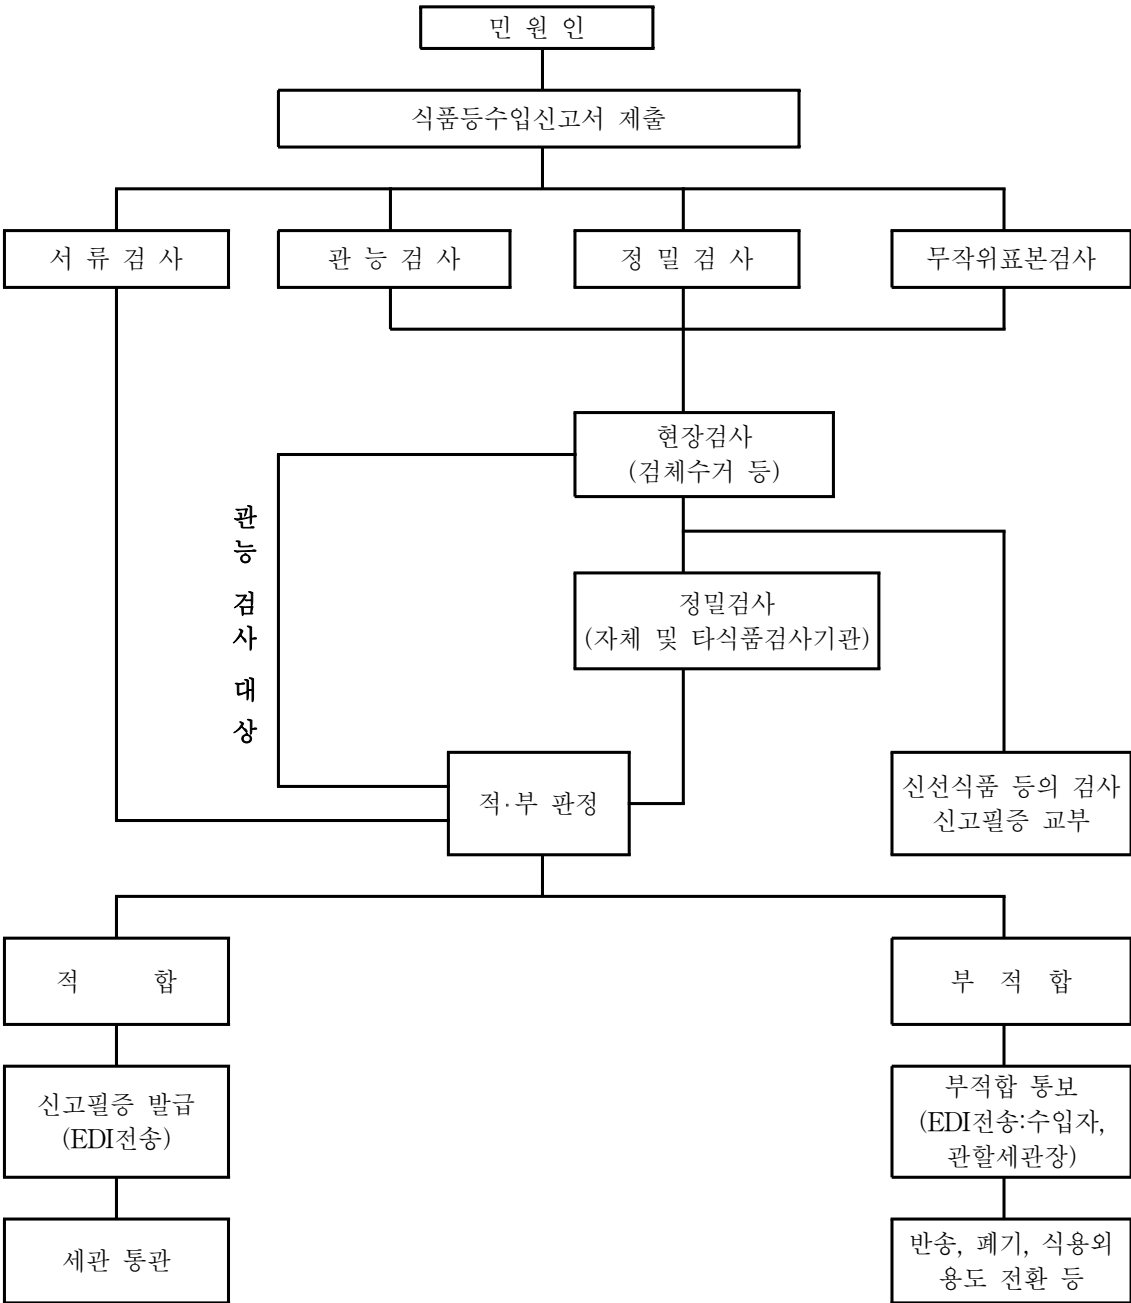 민 원 인
식품등수입신고서 제출
서 류 검 사
관 능 검 사
정 밀 검 사
무작위표본검사
현장검사
(검체수거 등)
관능 검사 대상
정밀검사
(자체 및 타식품검사기관)
적·부 판정
신선식품 등의 검사
신고필증 교부
적 합
부 적 합
신고필증 발급
(EDI전송)
부적합 통보
(EDI전송:수입자,
관할세관장)
세관 통관
반송, 폐기, 식용외
용도 전환 등